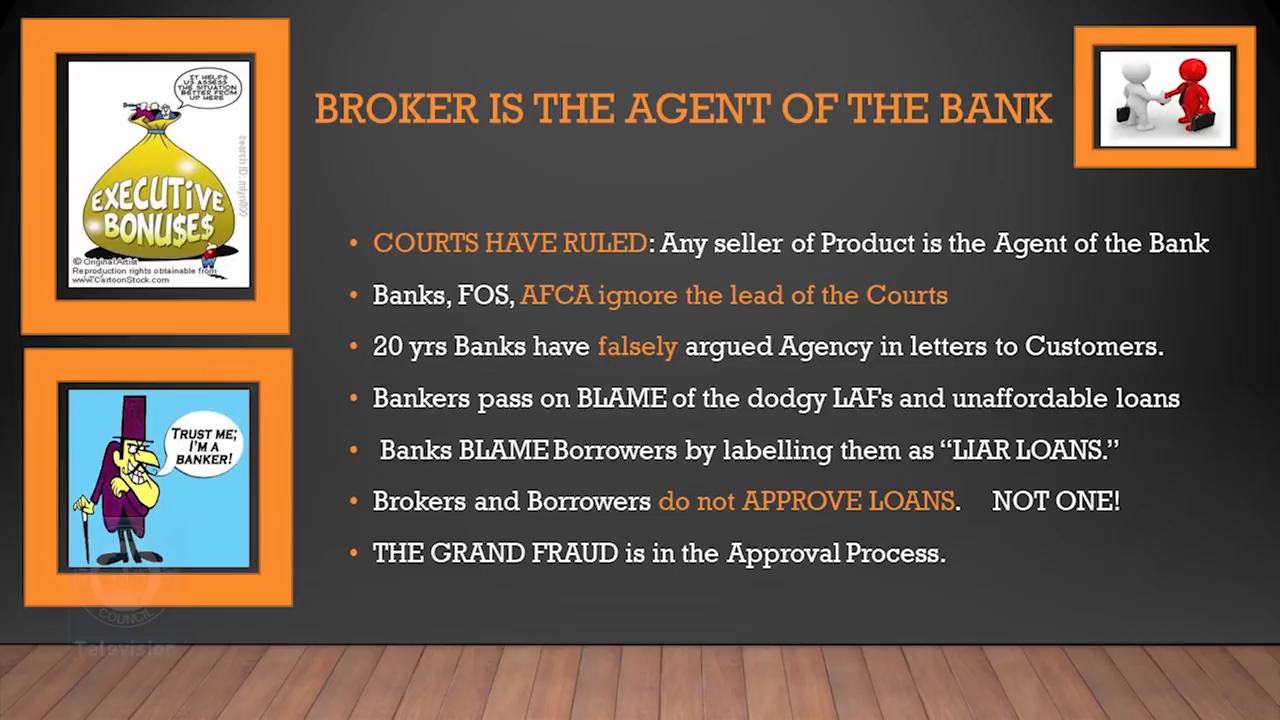 IT HELPS
US ASSESS
THE SITUATION
BETTER FROM
UP HERE
EXECUTIVE
BONU$E$
© Original Artist
Reproduction rights obtainable from
www.CartoonStock.com
BROKER IS THE AGENT OF THE BANK
• COURTS HAVE RULED: Any seller of Product is the Agent of the Bank
• Banks, FOS, AFCA ignore the lead of the Courts
• 20 yrs Banks have falsely argued Agency in letters to Customers.
• Bankers pass on BLAME of the dodgy LAFs and unaffordable loans
• Banks BLAME Borrowers by labelling them as “LIAR LOANS.”
• Brokers and Borrowers do not APPROVE LOANS. NOT ONE!
• THE GRAND FRAUD is in the Approval Process.
TRUST ME;
I'M A
BANKER!
COUNCIL
Television